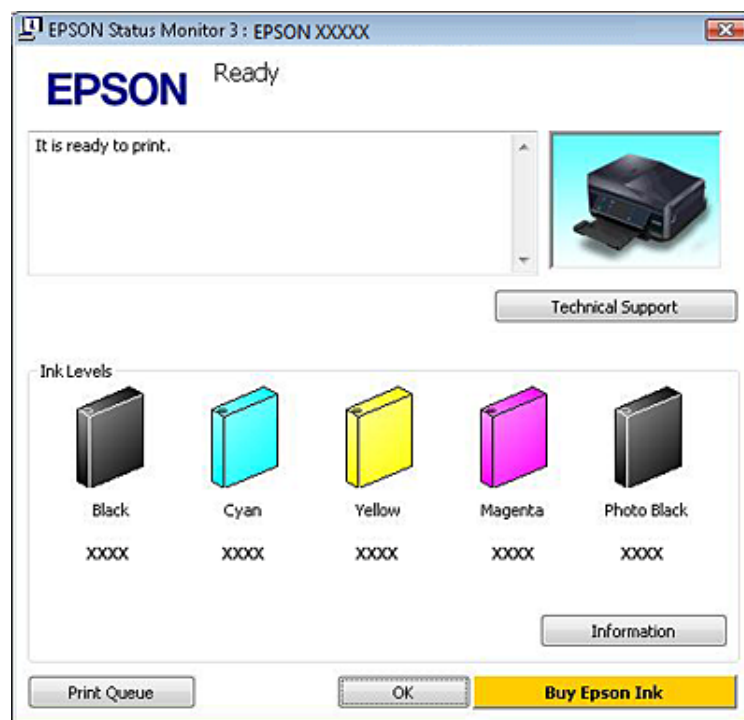 EPSON Status Monitor 3 : EPSON XXXXX
EPSON
Ready
It is ready to print.
Technical Support
Ink Levels
Black Cyan Yellow Magenta Photo Black
XXXX XXXX XXXX XXXX XXXX
Information
Print Queue OK Buy Epson Ink